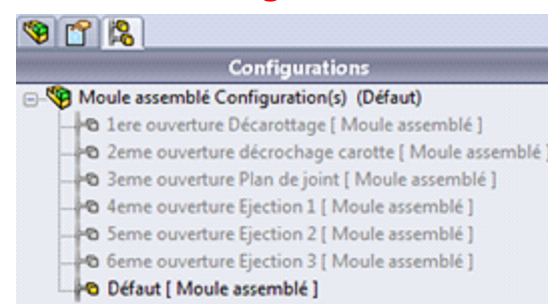 Configurations
Moule assemblé Configuration(s) (Défaut)
1ere ouverture Décarottage [ Moule assemblé ]
2eme ouverture décrochage carotte [ Moule assemblé ]
3eme ouverture Plan de joint [ Moule assemblé ]
4eme ouverture Ejection 1 [ Moule assemblé ]
5eme ouverture Ejection 2 [ Moule assemblé ]
6eme ouverture Ejection 3 [ Moule assemblé ]
Défaut [ Moule assemblé ]